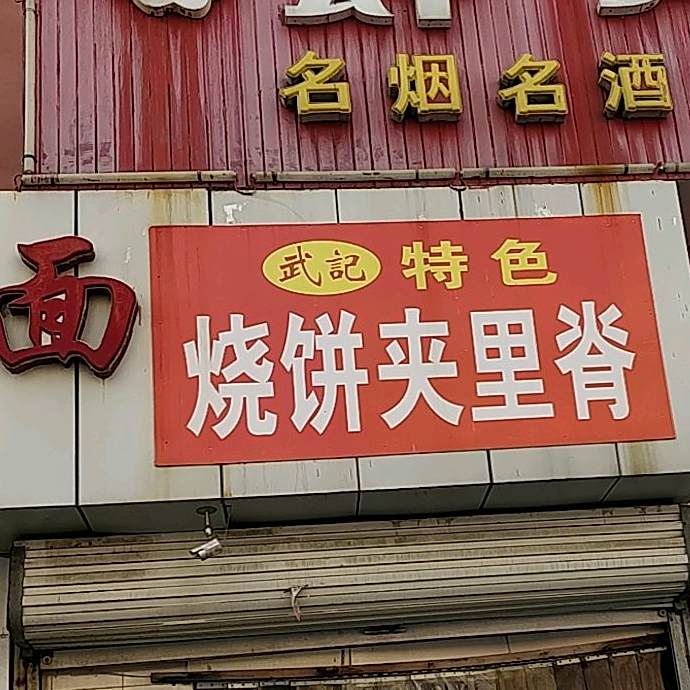 名烟名酒
面
武記 特色
烧饼夹里脊